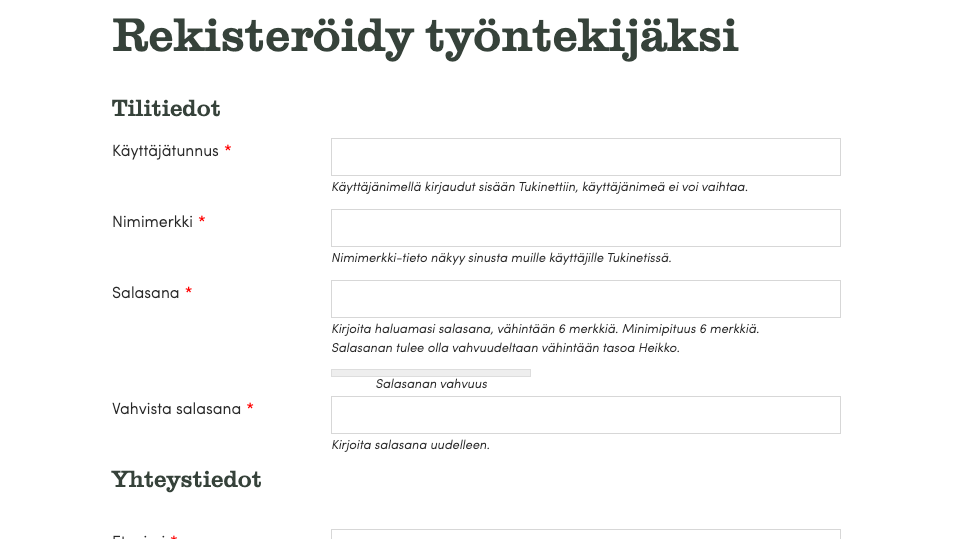 Rekisteröidy työntekijäksi
Tilitiedot
Käyttäjätunnus *
Käyttäjänimellä kirjaudut sisään Tukinettiin, käyttäjänimeä ei voi vaihtaa.
Nimimerkki *
Nimimerkki-tieto näkyy sinusta muille käyttäjille Tukinetissä.
Salasana *
Kirjoita haluamasi salasana, vähintään 6 merkkiä. Minimipituus 6 merkkiä.
Salasanan tulee olla vahvuudeltaan vähintään tasoa Heikko.
Salasanan vahvuus
Vahvista salasana *
Kirjoita salasana uudelleen.
Yhteystiedot